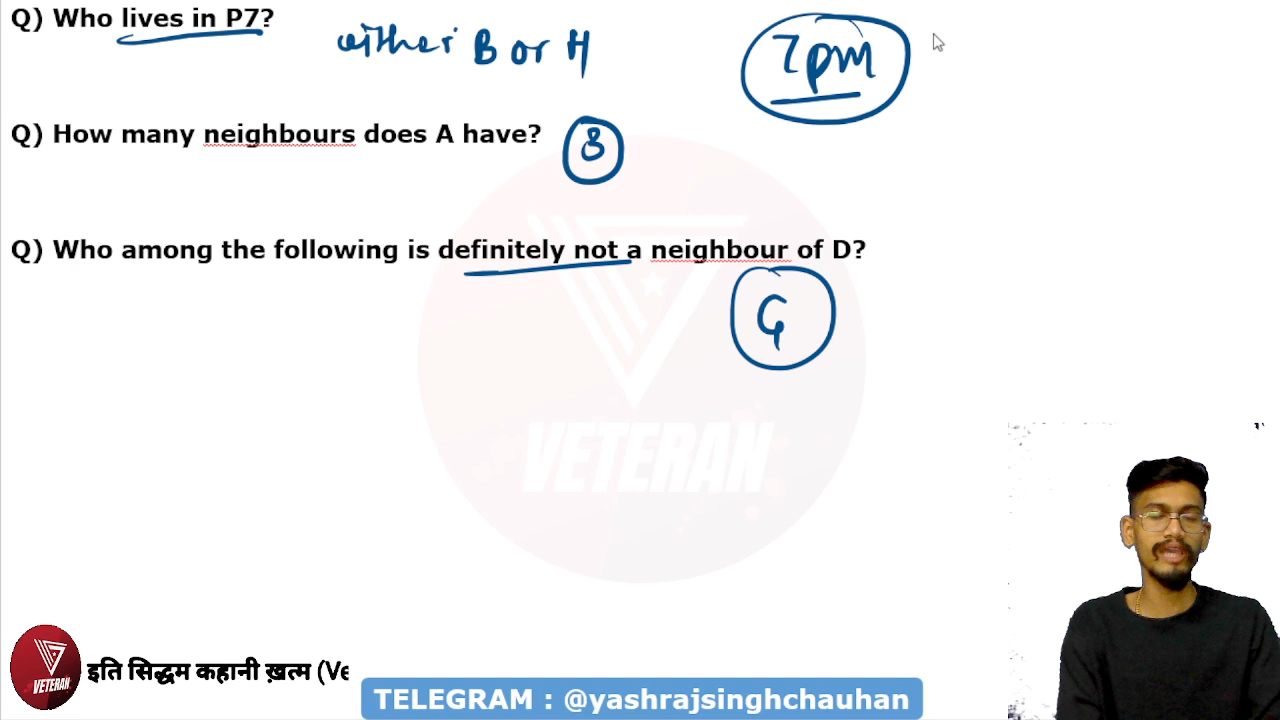 Q) Who lives in P7?
either B or H
7pm
Q) How many neighbours does A have?
Q) Who among the following is definitely not a neighbour of D?
G
VETERAN
VETERAN
इति सिद्धम कहानी ख़त्म (Ve
TELEGRAM : @yashrajsinghchauhan